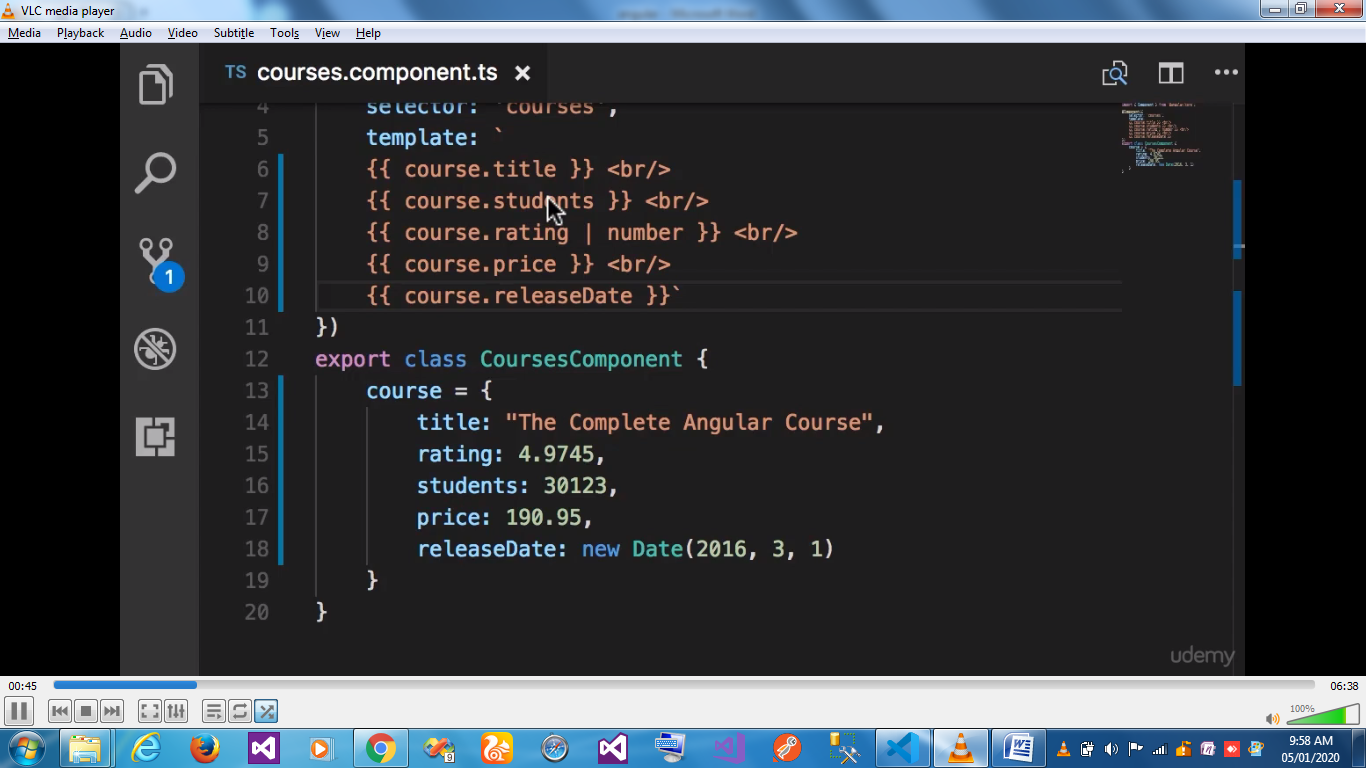 VLC media player
Media Playback Audio Video Subtitle Tools View Help
TS courses.component.ts
4 selector: `courses`,
5 template: `
6 {{ course.title }} <br/>
7 {{ course.students }} <br/>
8 {{ course.rating | number }} <br/>
9 {{ course.price }} <br/>
10 {{ course.releaseDate }}`
11 })
12 export class CoursesComponent {
13 course = {
14 title: "The Complete Angular Course",
15 rating: 4.9745,
16 students: 30123,
17 price: 190.95,
18 releaseDate: new Date(2016, 3, 1)
19 }
20 }
1
udemy
00:45 06:38
100%
9:58 AM
05/01/2020